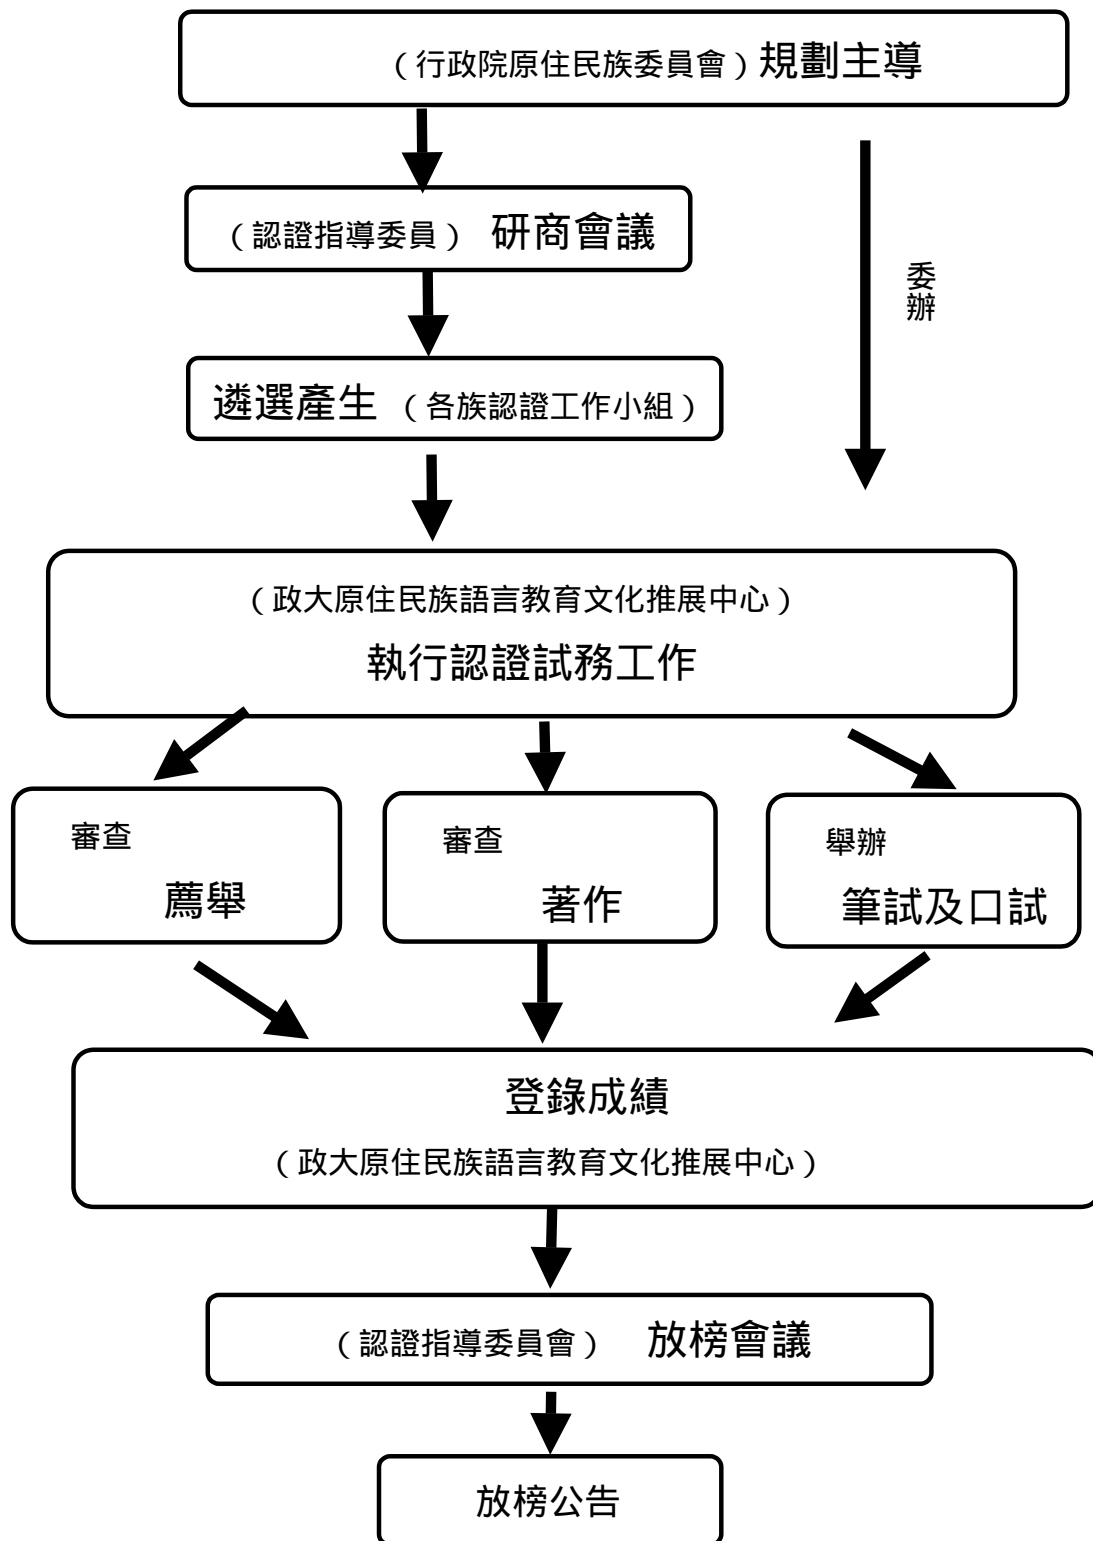 （行政院原住民族委員會）規劃主導
（認證指導委員） 研商會議
委辦
遴選產生 （各族認證工作小組）
（政大原住民族語言教育文化推展中心）
執行認證試務工作
審查
薦舉
審查
著作
舉辦
筆試及口試
登錄成績
（政大原住民族語言教育文化推展中心）
（認證指導委員會） 放榜會議
放榜公告